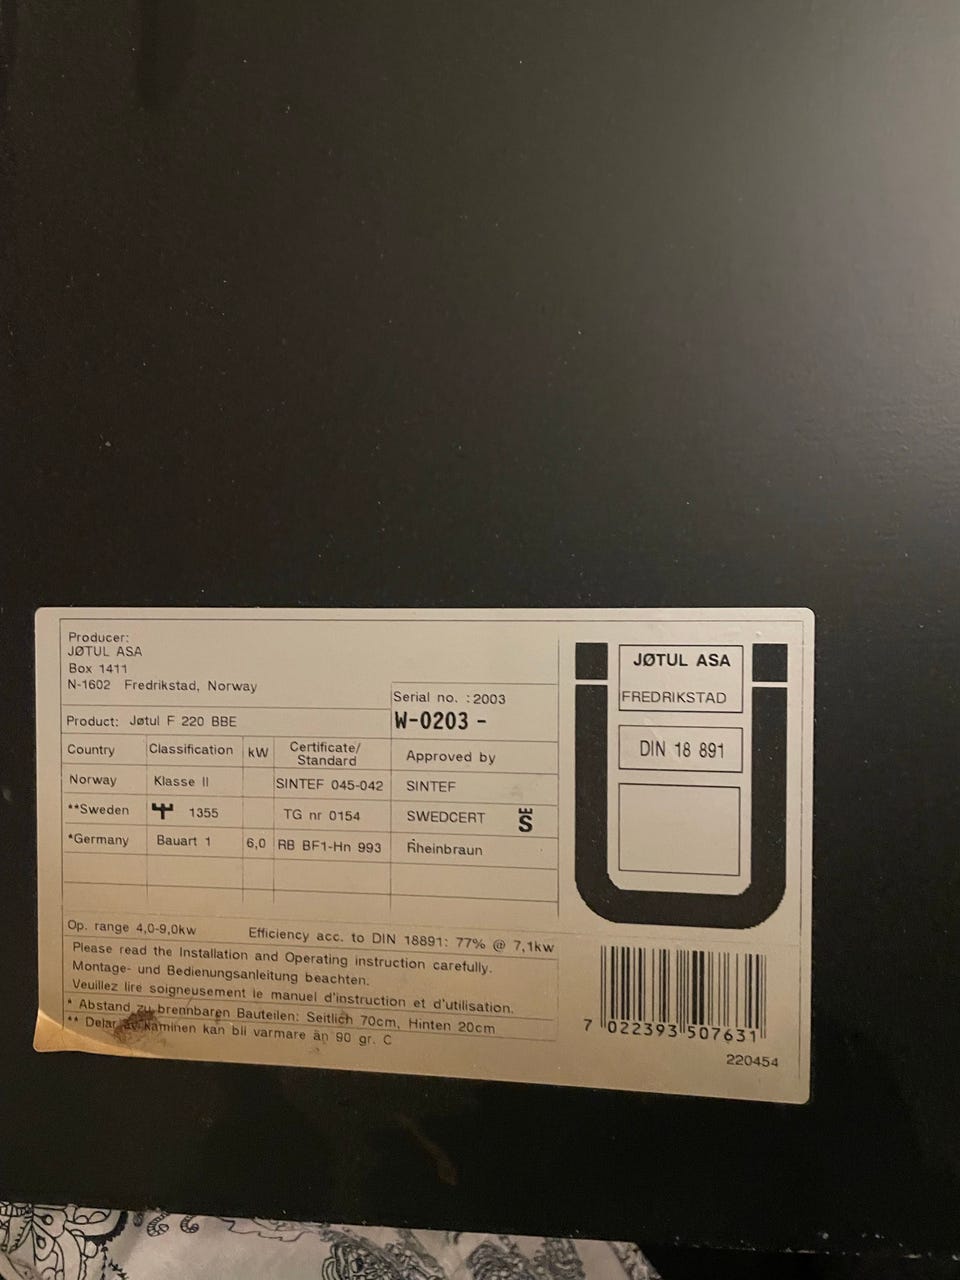 Producer:
JØTUL ASA
Box 1411
N-1602 Fredrikstad, Norway
Serial no. : 2003
Product: Jøtul F 220 BBE
W-0203 -
Country Classification kW Certificate/ Standard Approved by
Norway Klasse II SINTEF 045-042 SINTEF
**Sweden 1355 TG nr 0154 SWEDCERT
*Germany Bauart 1 6,0 RB BF1-Hn 993 Rheinbraun
Op. range 4,0-9,0kw Efficiency acc. to DIN 18891: 77% @ 7,1kw
Please read the Installation and Operating instruction carefully.
Montage- und Bedienungsanleitung beachten.
Veuillez lire soigneusement le manuel d'instruction et d'utilisation.
* Abstand zu brennbaren Bauteilen: Seitlich 70cm, Hinten 20cm
** Delar av kaminen kan bli varmare än 90 gr. C
JØTUL ASA
FREDRIKSTAD
DIN 18 891
7 022393 507631
220454